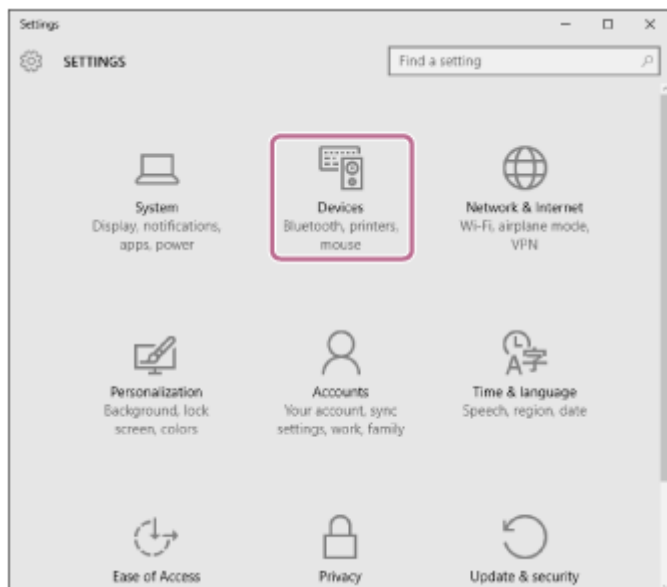 Settings
SETTINGS
Find a setting
System
Display, notifications,
apps, power
Devices
Bluetooth, printers,
mouse
Network & Internet
Wi-Fi, airplane mode,
VPN
Personalization
Background, lock
screen, colors
Accounts
Your account, sync
settings, work, family
Time & language
Speech, region, date
A字
Ease of Access
Privacy
Update & security